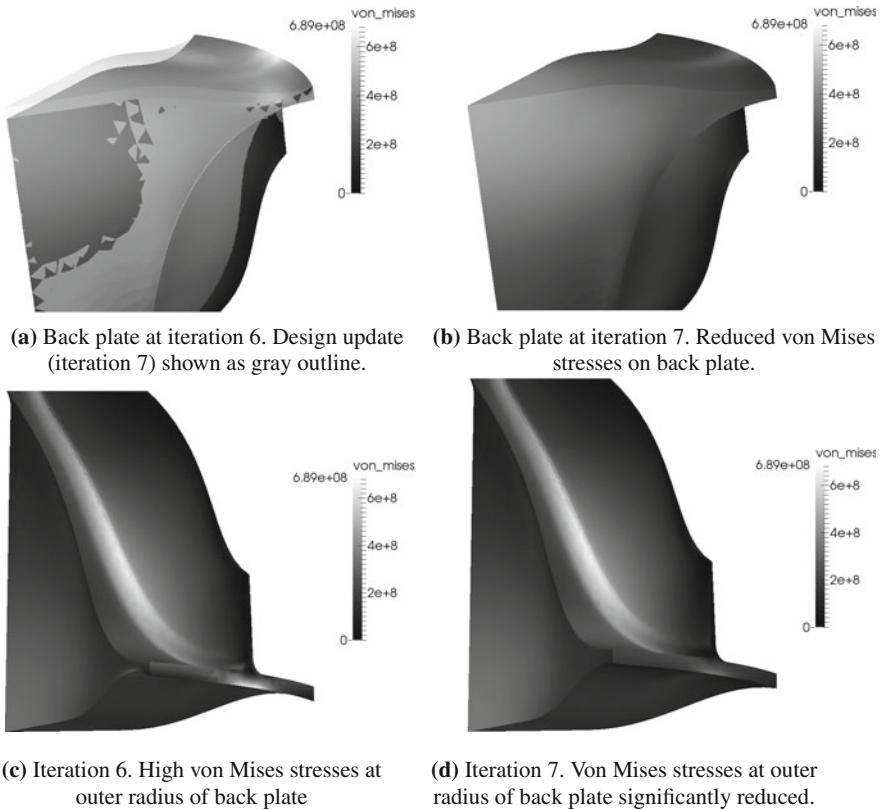 von_mises
6.89e+08
6e+8
4e+8
2e+8
0
von_mises
6.89e+08
6e+8
4e+8
2e+8
0
(a) Back plate at iteration 6. Design update
(iteration 7) shown as gray outline.
(b) Back plate at iteration 7. Reduced von Mises
stresses on back plate.
von_mises
6.89e+08
6e+8
4e+8
2e+8
0
von_mises
6.89e+08
6e+8
4e+8
2e+8
0
(c) Iteration 6. High von Mises stresses at
outer radius of back plate
(d) Iteration 7. Von Mises stresses at outer
radius of back plate significantly reduced.